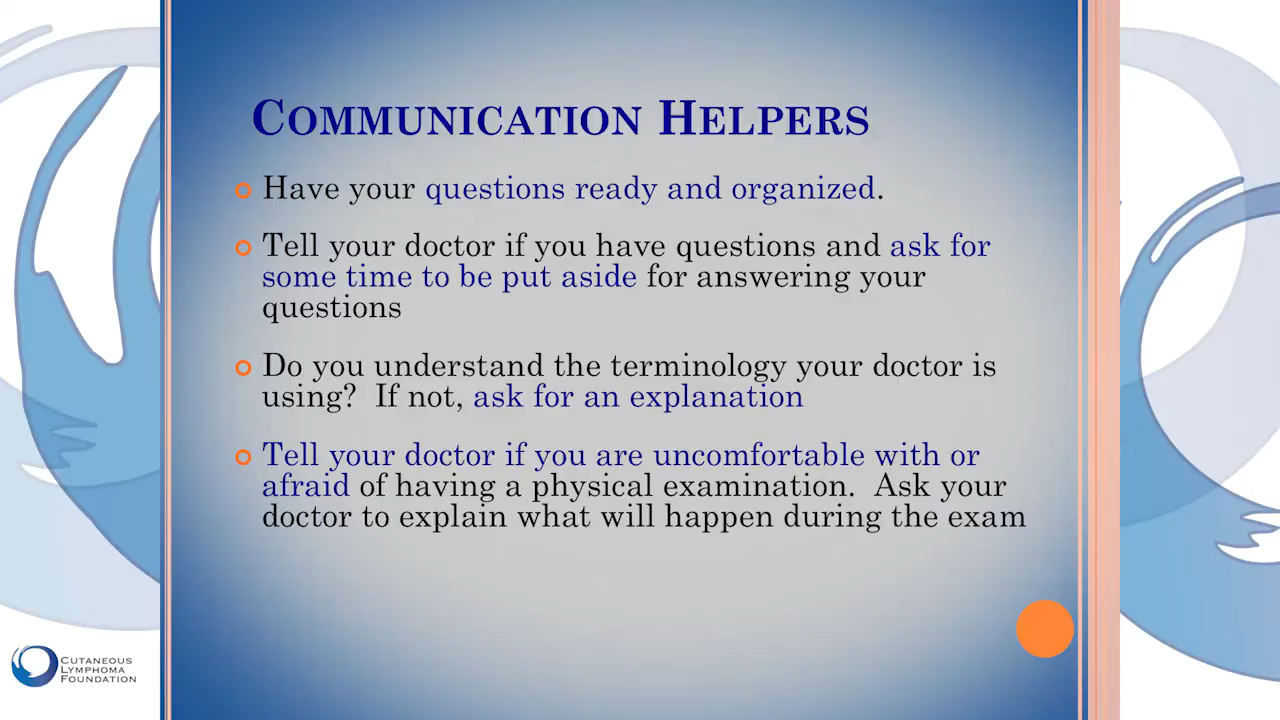 COMMUNICATION HELPERS
Have your questions ready and organized.
Tell your doctor if you have questions and ask for
some time to be put aside for answering your
questions
Do you understand the terminology your doctor is
using?  If not, ask for an explanation
Tell your doctor if you are uncomfortable with or
afraid of having a physical examination.  Ask your
doctor to explain what will happen during the exam
CUTANEOUS
LYMPHOMA
FOUNDATION